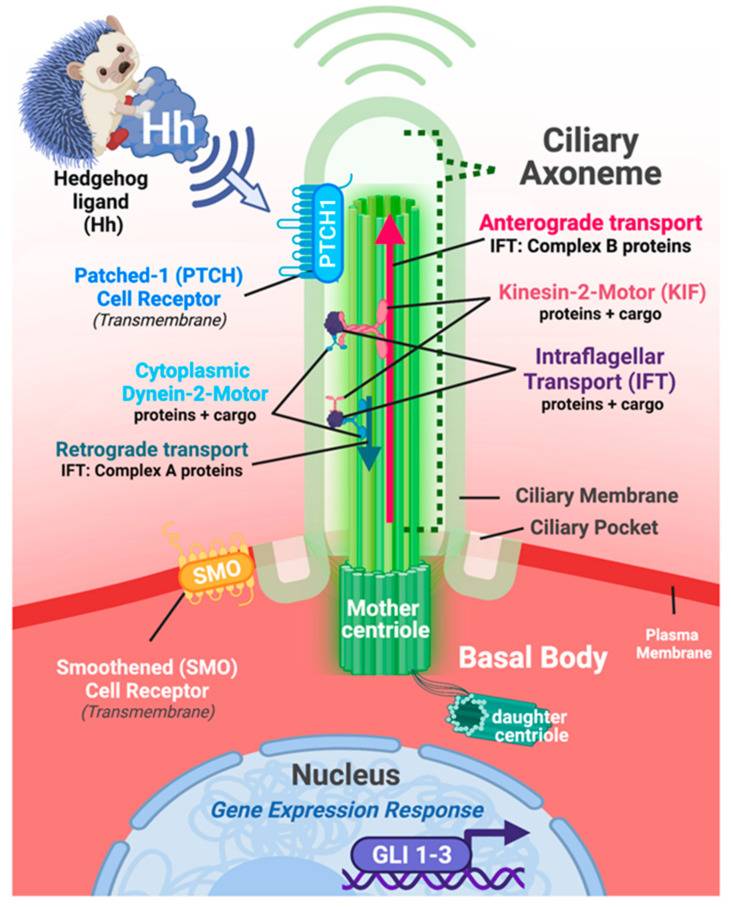 Hh
Hedgehog
ligand
(Hh)
PTCH1
Ciliary
Axoneme
Anterograde transport
IFT: Complex B proteins
Patched-1 (PTCH)
Cell Receptor
(Transmembrane)
Kinesin-2-Motor (KIF)
proteins + cargo
Intraflagellar
Transport (IFT)
proteins + cargo
Cytoplasmic
Dynein-2-Motor
proteins + cargo
Retrograde transport
IFT: Complex A proteins
Ciliary Membrane
Ciliary Pocket
SMO
Mother
centriole
Plasma
Membrane
Basal Body
Smoothened (SMO)
Cell Receptor
(Transmembrane)
daughter
centriole
Nucleus
Gene Expression Response
GLI 1-3